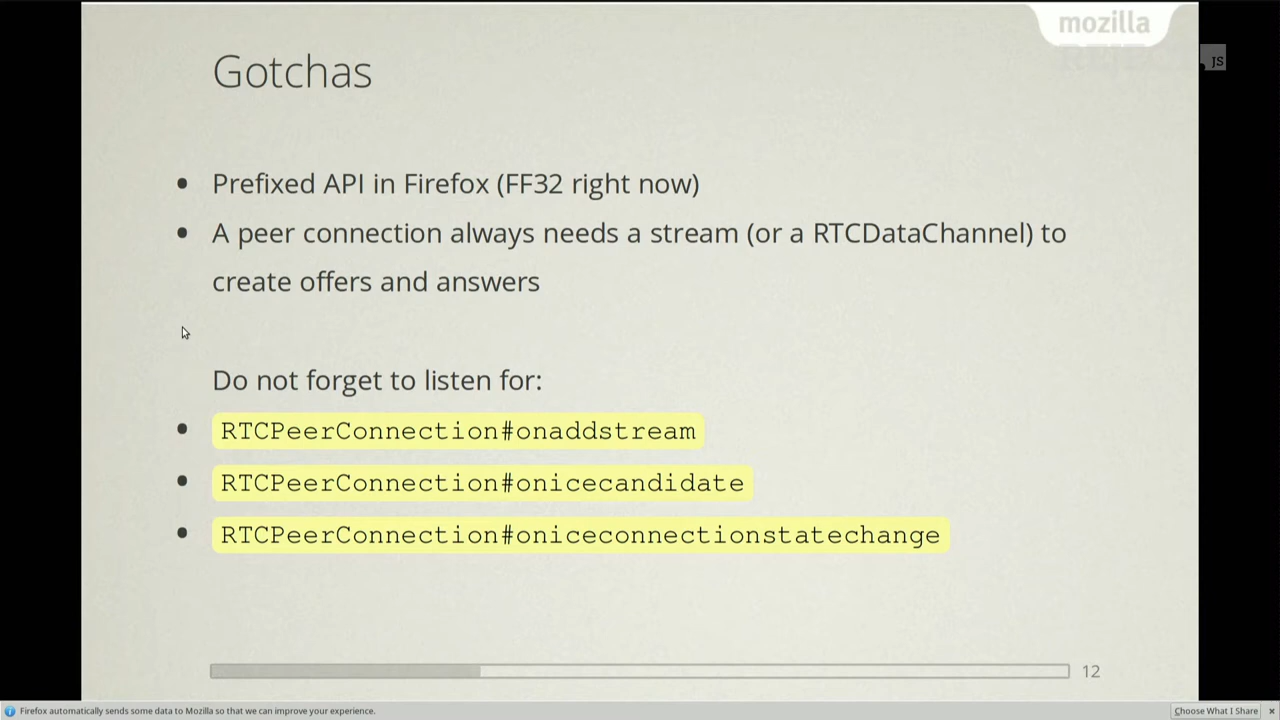 mozilla
REJECT.JS
Gotchas
• Prefixed API in Firefox (FF32 right now)
• A peer connection always needs a stream (or a RTCDataChannel) to
create offers and answers
Do not forget to listen for:
• RTCPeerConnection#onaddstream
• RTCPeerConnection#onicecandidate
• RTCPeerConnection#oniceconnectionstatechange
12
Firefox automatically sends some data to Mozilla so that we can improve your experience.
Choose What I Share